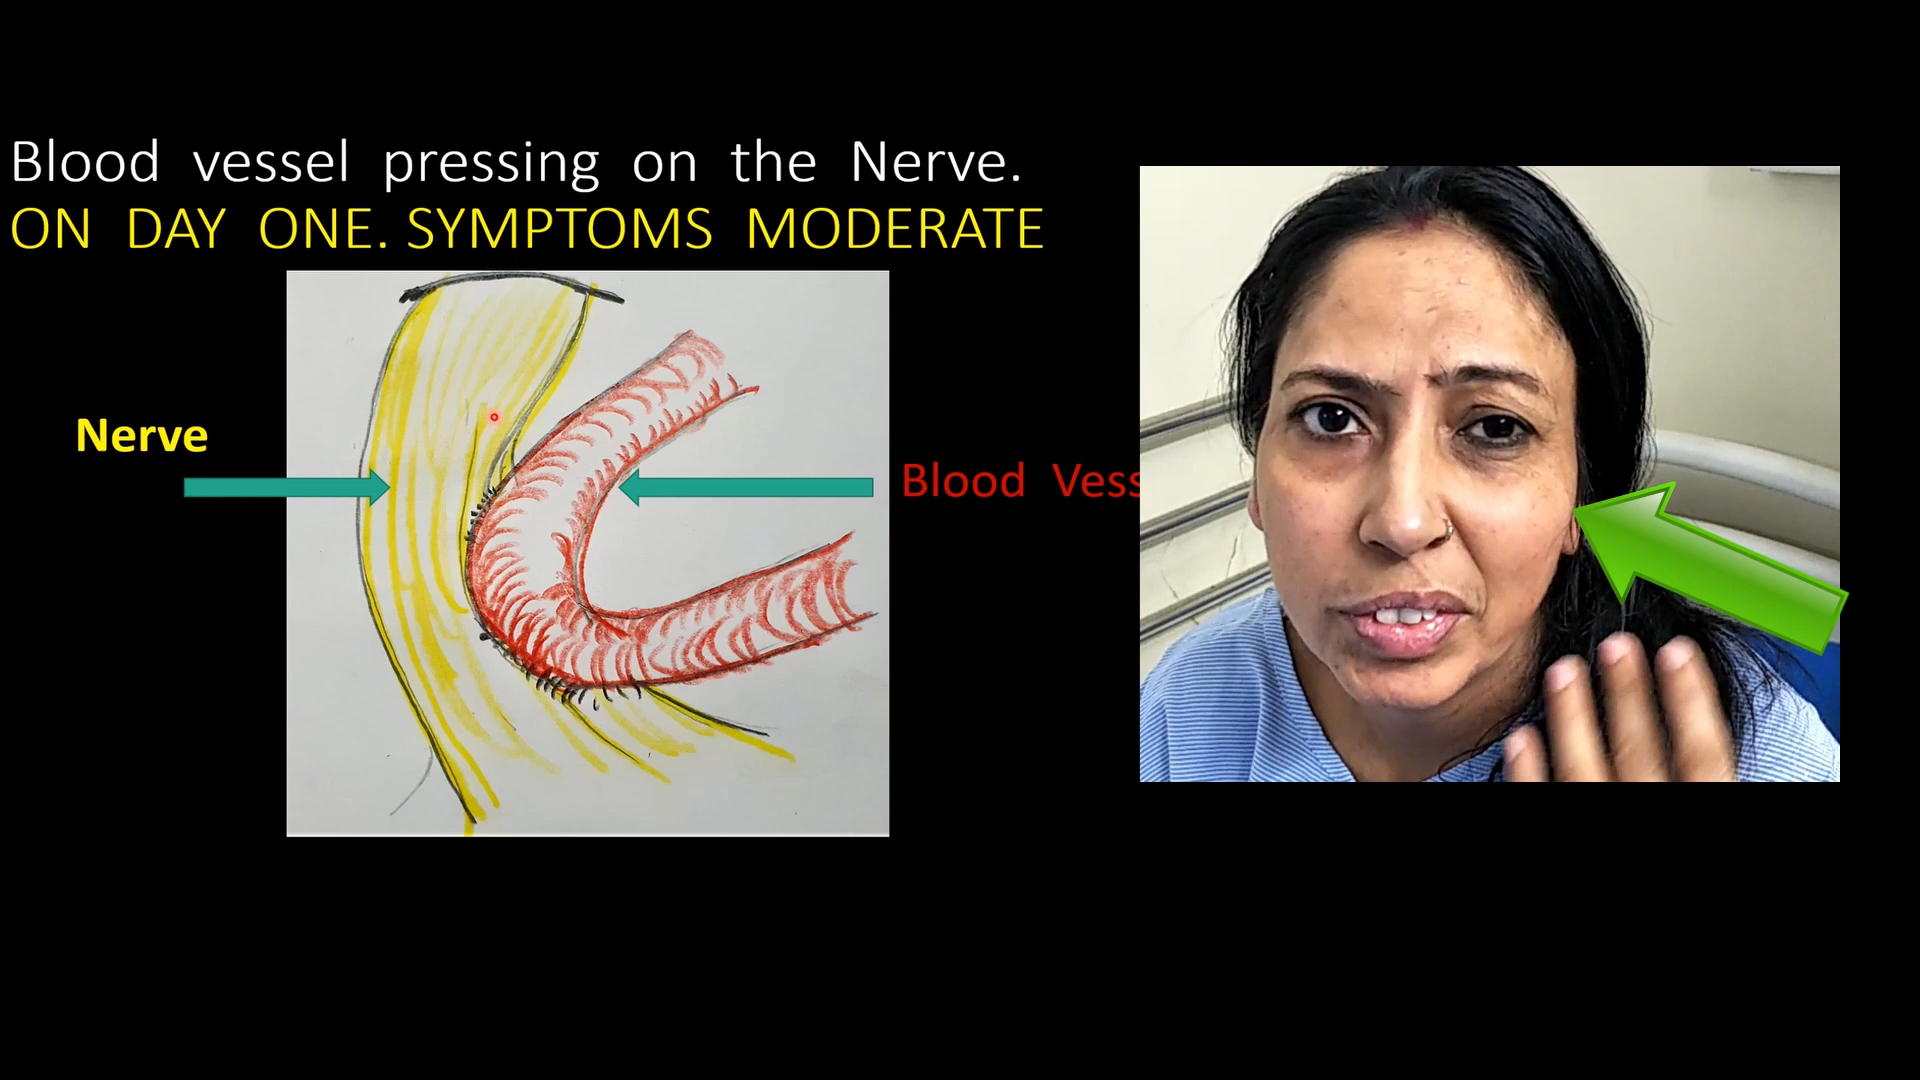 Blood vessel pressing on the Nerve.
ON DAY ONE. SYMPTOMS MODERATE
Nerve
Blood Vess